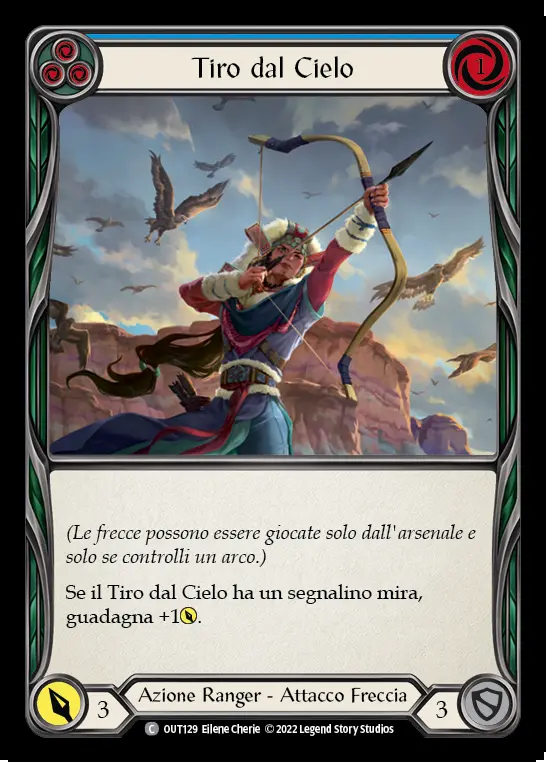 Tiro dal Cielo
1
(Le frecce possono essere giocate solo dall'arsenale e
solo se controlli un arco.)
Se il Tiro dal Cielo ha un segnalino mira,
guadagna +1.
3
Azione Ranger - Attacco Freccia
3
C OUT129 Eilene Cherie © 2022 Legend Story Studios